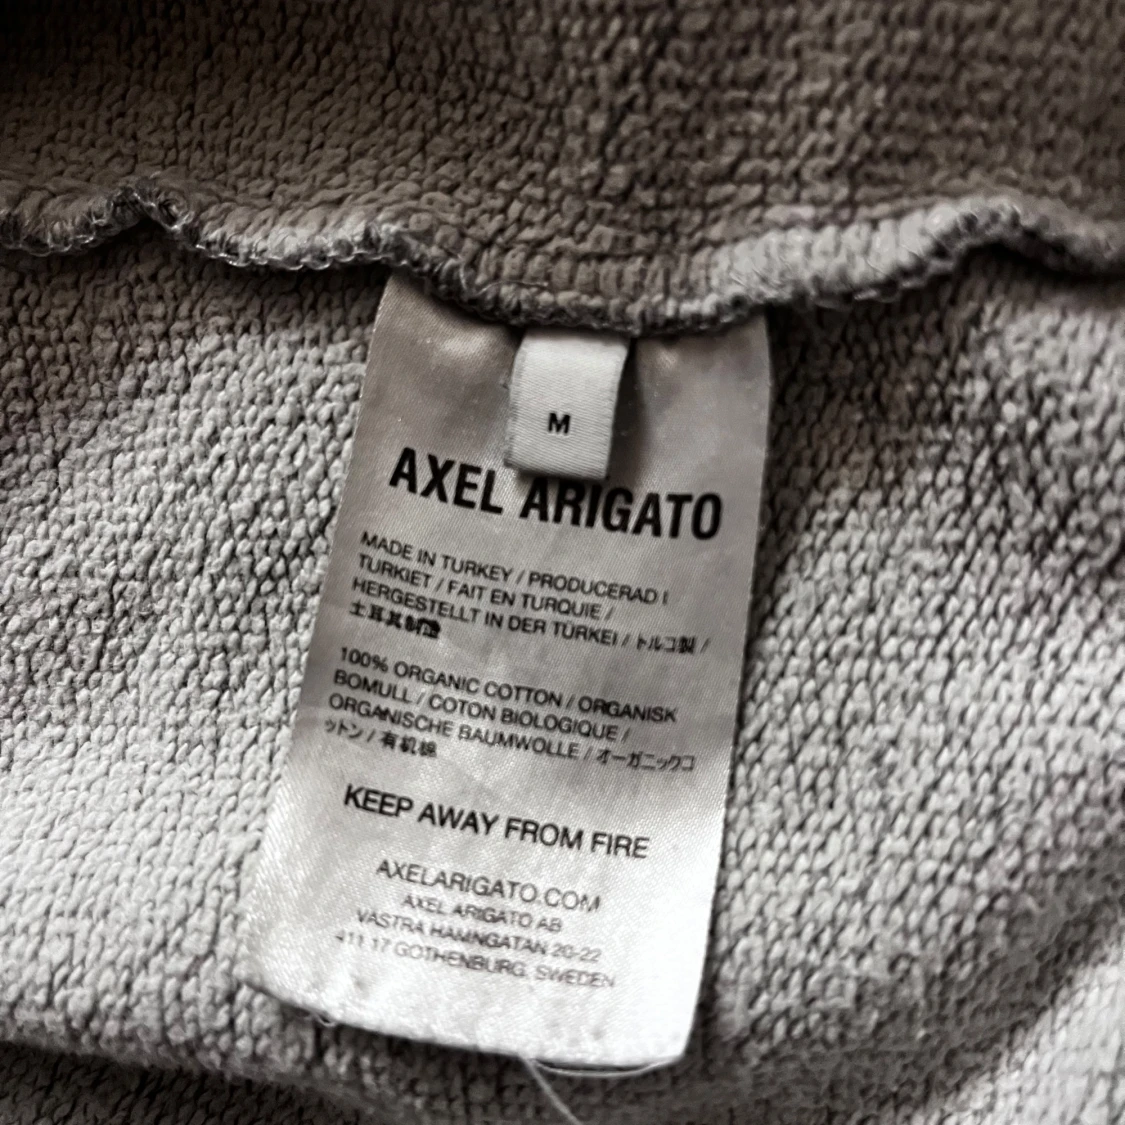 M
AXEL ARIGATO
MADE IN TURKEY / PRODUCERAD I
TURKIET / FAIT EN TURQUIE /
HERGESTELLT IN DER TÜRKEI / トルコ製 /
土耳其制造
100% ORGANIC COTTON / ORGANISK
BOMULL / COTON BIOLOGIQUE /
ORGANISCHE BAUMWOLLE / オーガニックコ
ットン / 有机棉
KEEP AWAY FROM FIRE
AXELARIGATO.COM
AXEL ARIGATO AB
VÄSTRA HAMNGATAN 20-22
411 17 GOTHENBURG, SWEDEN